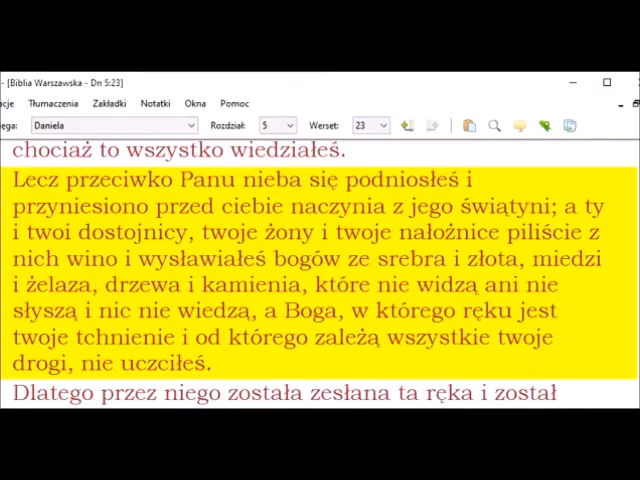 - [Biblia Warszawska - Dn 5:23]
acje Tłumaczenia Zakładki Notatki Okna Pomoc
ęga: Daniela Rozdział: 5 Werset: 23
chociaż to wszystko wiedziałeś.
Lecz przeciwko Panu nieba się podniosłeś i
przyniesiono przed ciebie naczynia z jego świątyni; a ty
i twoi dostojnicy, twoje żony i twoje nałożnice piliście z
nich wino i wysławiałeś bogów ze srebra i złota, miedzi
i żelaza, drzewa i kamienia, które nie widzą ani nie
słyszą i nic nie wiedzą, a Boga, w którego ręku jest
twoje tchnienie i od którego zależą wszystkie twoje
drogi, nie uczciłeś.
Dlatego przez niego została zesłana ta ręka i został